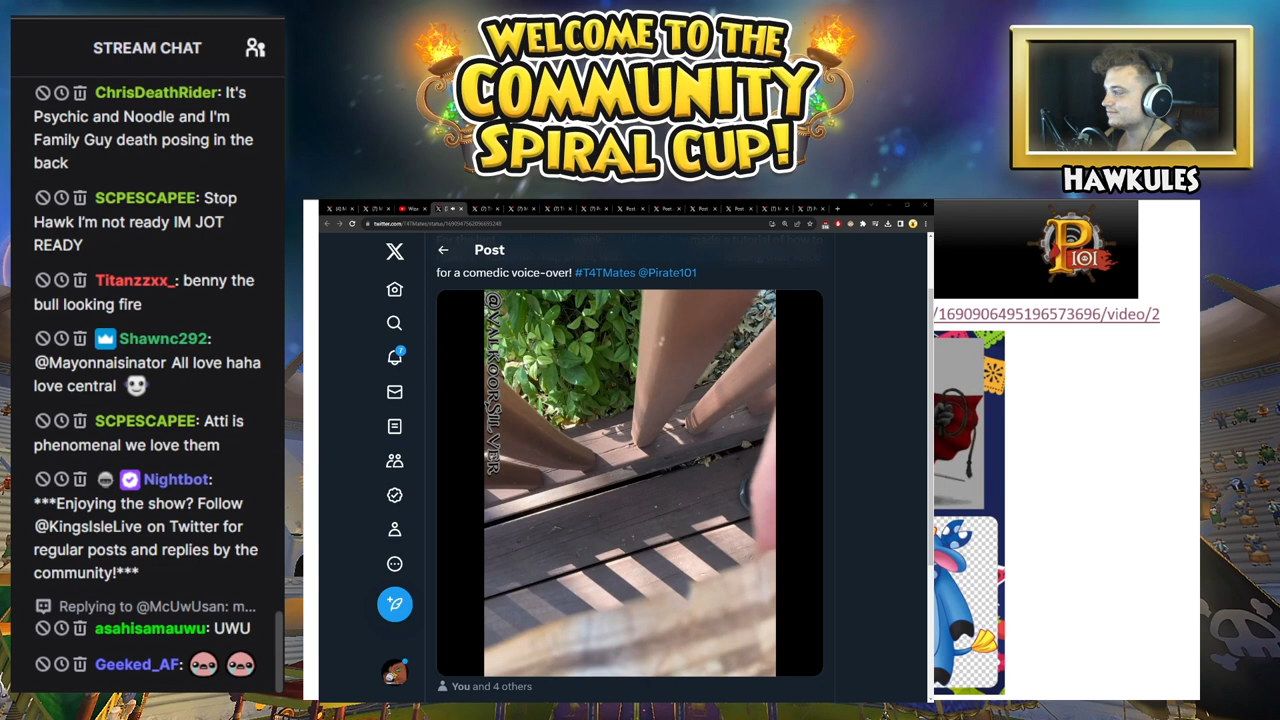 STREAM CHAT
ChrisDeathRider: It's
Psychic and Noodle and I'm
Family Guy death posing in the
back
SCPESCAPEE: Stop
Hawk I'm not ready IM JOT
READY
Titanzzxx_: benny the
bull looking fire
Shawnc292:
@Mayonnaisinator All love haha
love central
SCPESCAPEE: Atti is
phenomenal we love them
Nightbot:
***Enjoying the show? Follow
@KingsIsleLive on Twitter for
regular posts and replies by the
community!***
Replying to @McUwUsan: m...
asahisamauwu: UWU
Geeked_AF:
WELCOME TO THE
COMMUNITY
SPIRAL CUP!
HAWKULES
Post
for a comedic voice-over! #T4TMates @Pirate101
@VALKOORSILVER
7
You and 4 others
P
101
/1690906495196573696/video/2